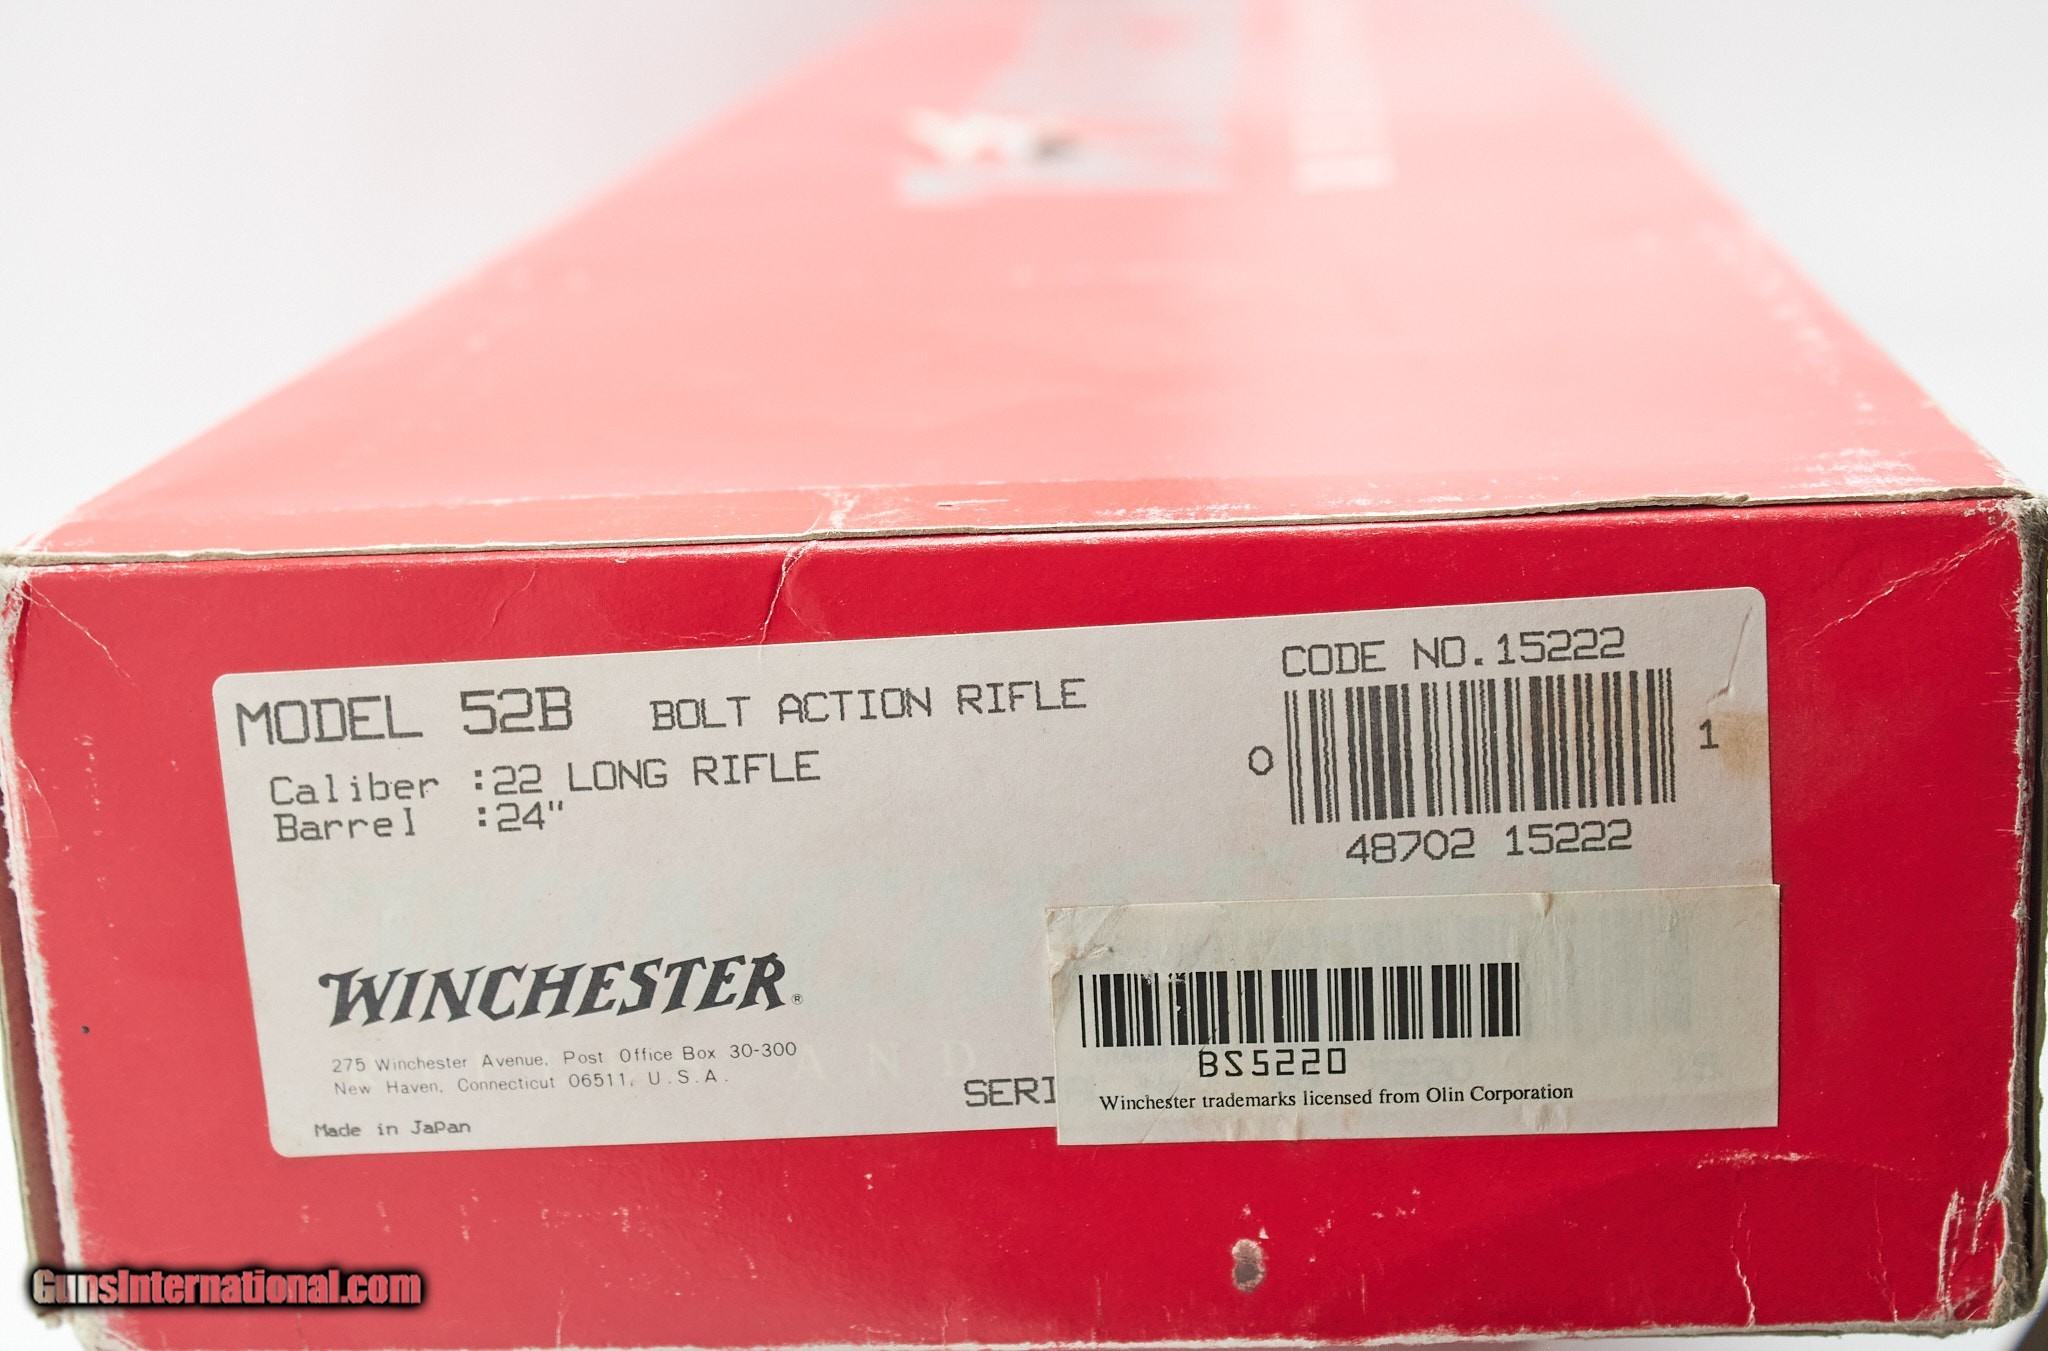 MODEL 52B BOLT ACTION RIFLE
Caliber :22 LONG RIFLE
Barrel :24"
CODE NO.15222
0 48702 15222 1
WINCHESTER®
275 Winchester Avenue, Post Office Box 30-300
New Haven, Connecticut 06511, U.S.A.
Made in Japan
SERI
BS5220
Winchester trademarks licensed from Olin Corporation
GunsInternational.com